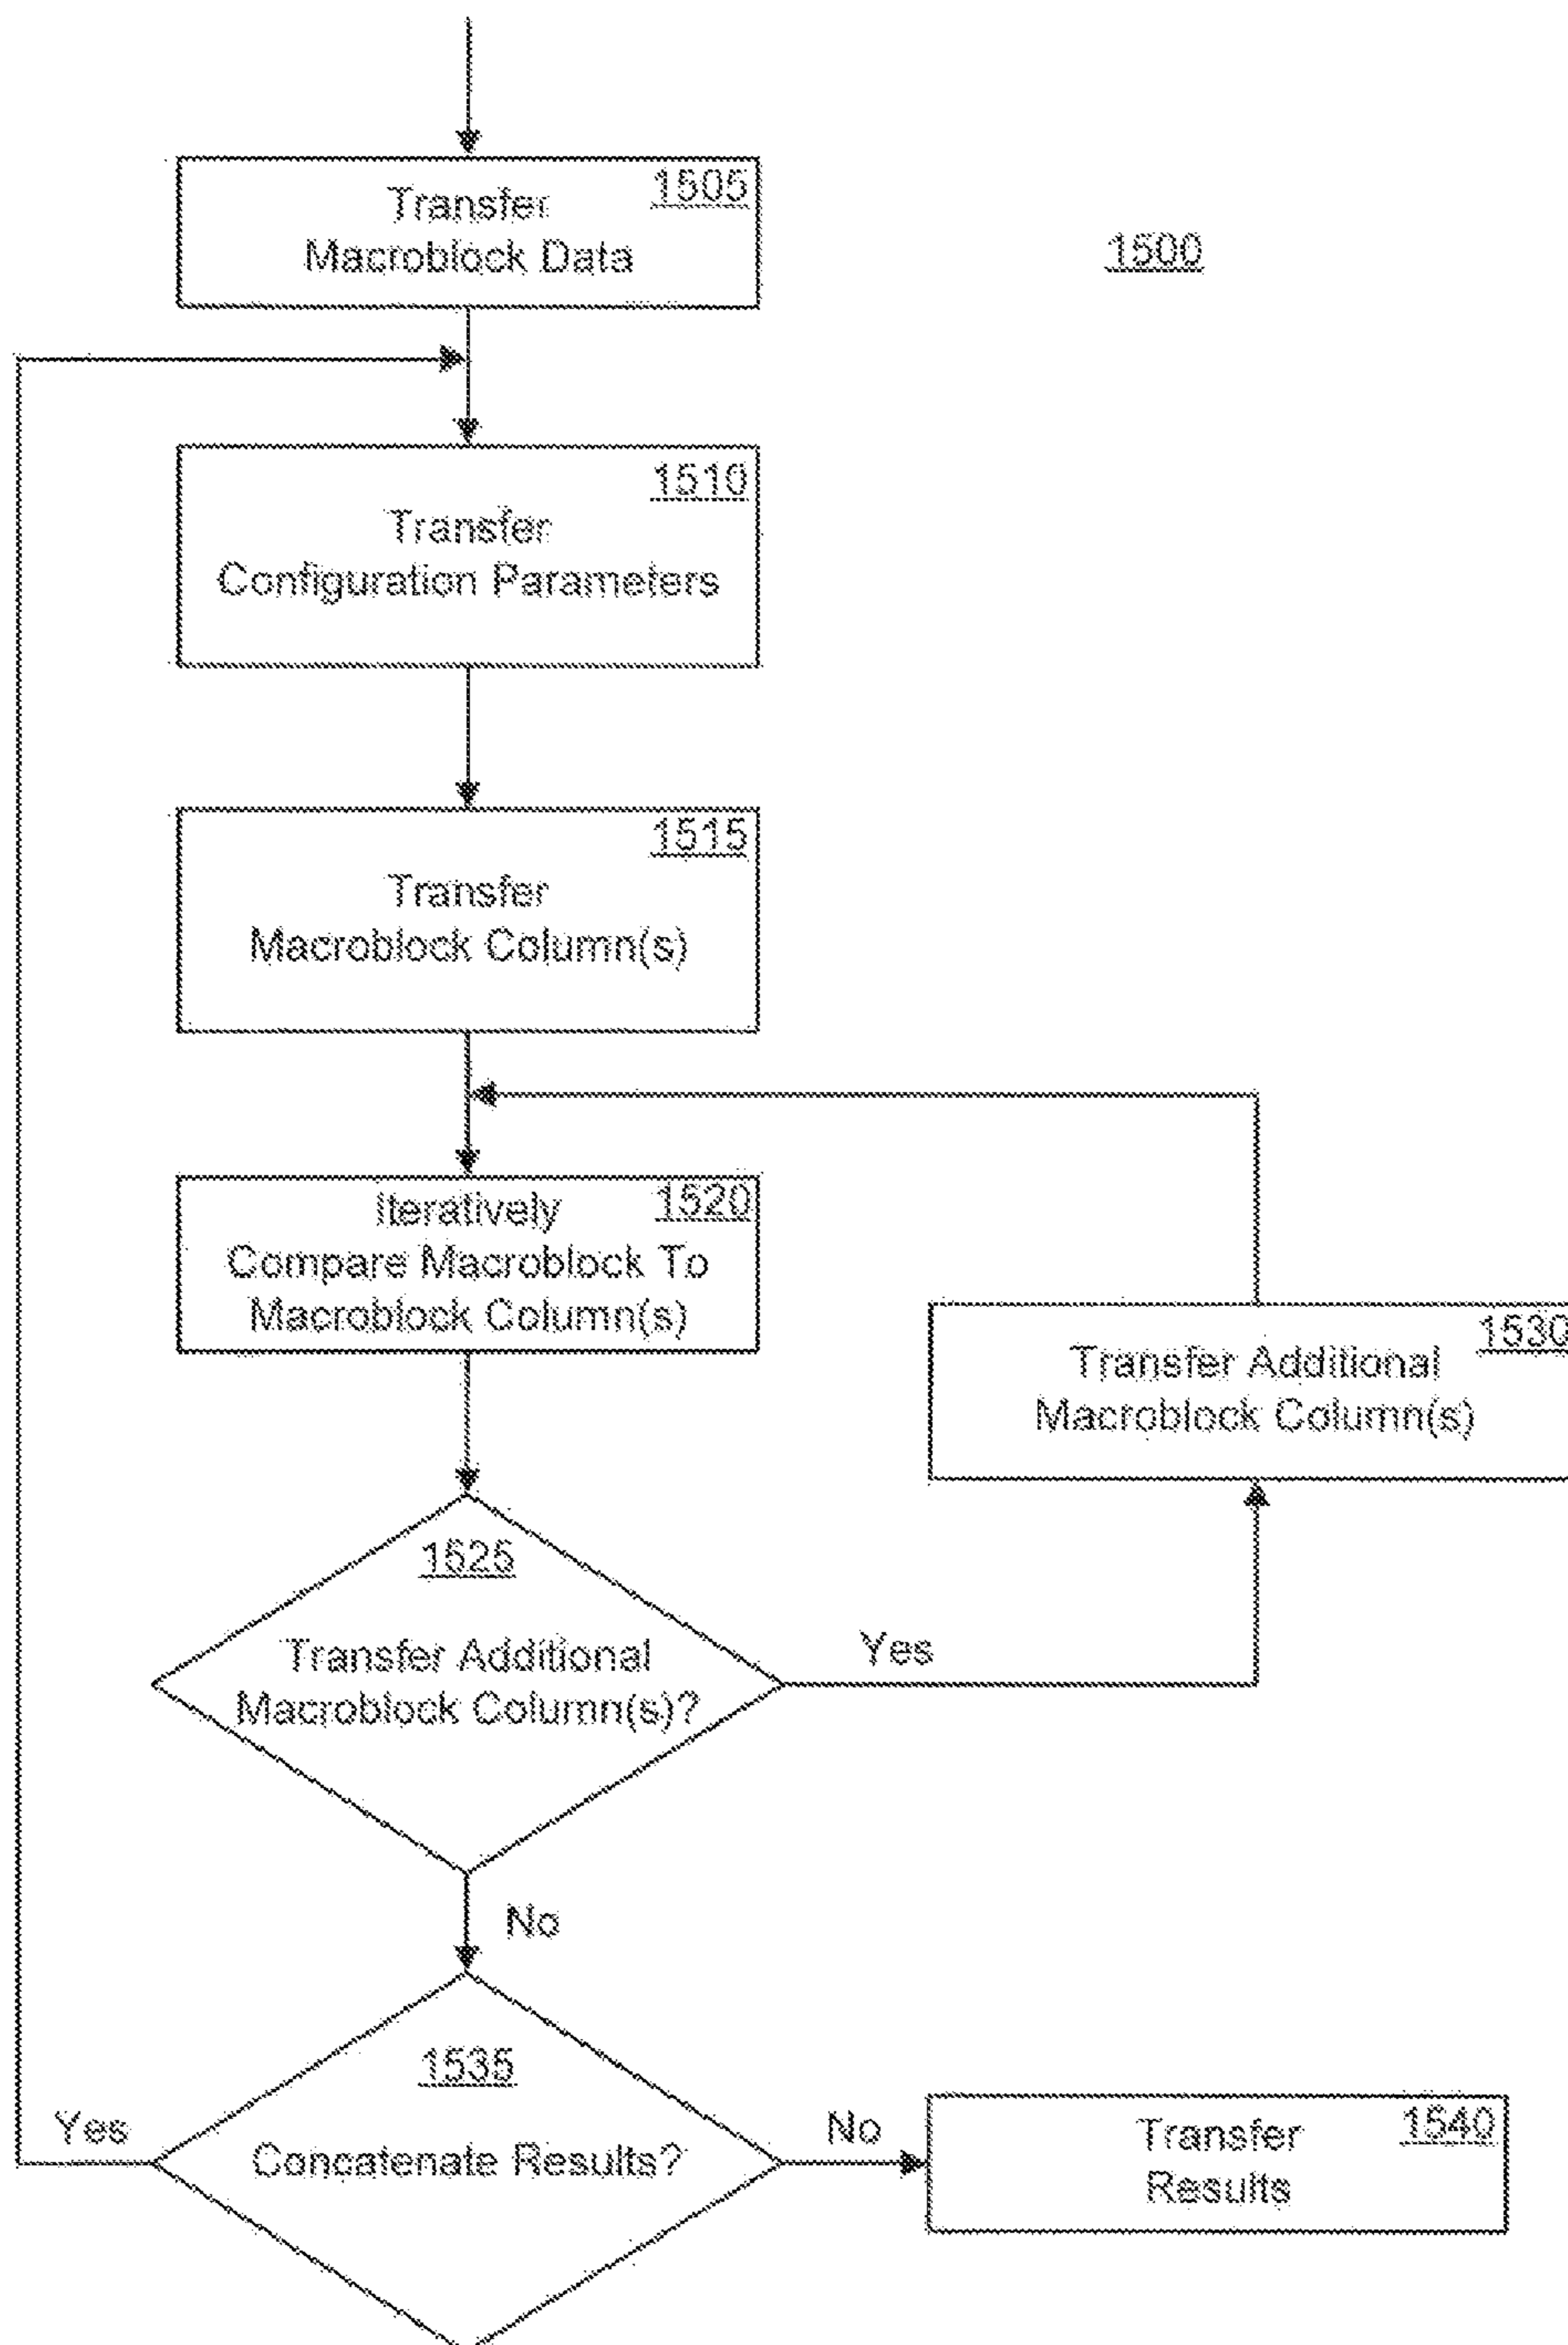 1505
Transfer
Macroblock Data
1500
1510
Transfer
Configuration Parameters
1515
Transfer
Macroblock Column(s)
1520
Iteratively
Compare Macroblock To
Macroblock Column(s)
1530
Transfer Additional
Macroblock Column(s)
1525
Transfer Additional
Macroblock Column(s)?
Yes
No
1535
Concatenate Results?
Yes
No
1540
Transfer
Results